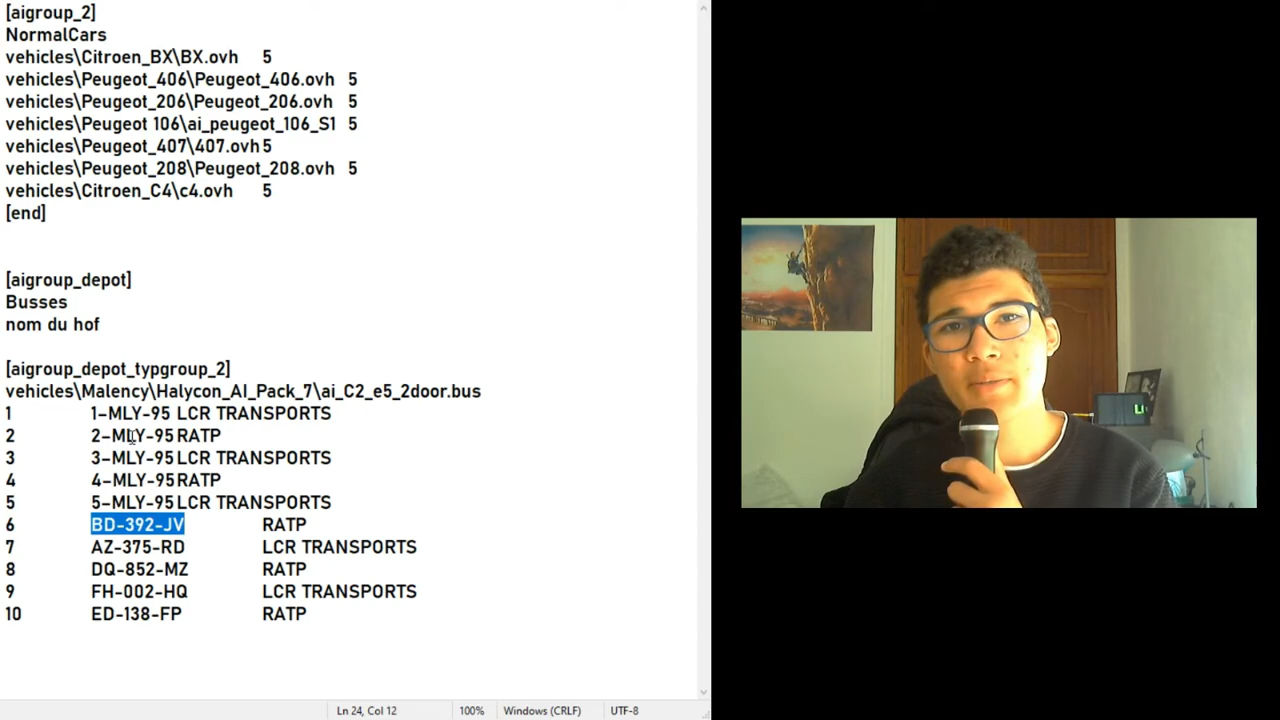 [aigroup_2]
NormalCars
vehicles\Citroen_BX\BX.ovh 5
vehicles\Peugeot_406\Peugeot_406.ovh 5
vehicles\Peugeot_206\Peugeot_206.ovh 5
vehicles\Peugeot 106\ai_peugeot_106_S1 5
vehicles\Peugeot_407\407.ovh 5
vehicles\Peugeot_208\Peugeot_208.ovh 5
vehicles\Citroen_C4\c4.ovh 5
[end]
[aigroup_depot]
Busses
nom du hof
[aigroup_depot_typgroup_2]
vehicles\Malency\Halycon_AI_Pack_7\ai_C2_e5_2door.bus
1 1-MLY-95 LCR TRANSPORTS
2 2-MLY-95 RATP
3 3-MLY-95 LCR TRANSPORTS
4 4-MLY-95 RATP
5 5-MLY-95 LCR TRANSPORTS
6 BD-392-JV RATP
7 AZ-375-RD LCR TRANSPORTS
8 DQ-852-MZ RATP
9 FH-002-HQ LCR TRANSPORTS
10 ED-138-FP RATP
Ln 24, Col 12 100% Windows (CRLF) UTF-8